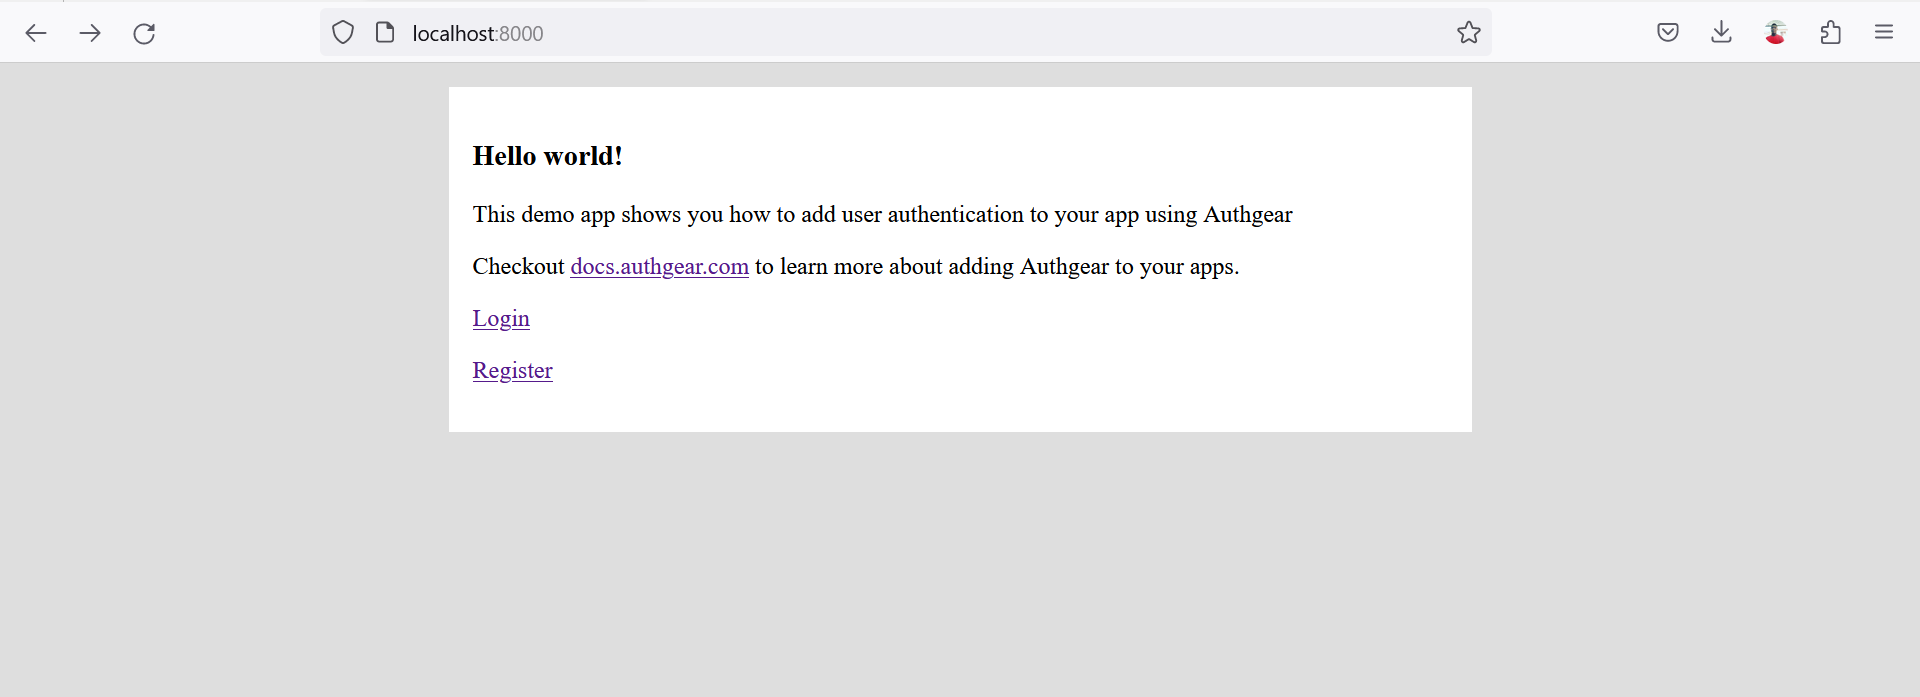 localhost:8000
Hello world!
This demo app shows you how to add user authentication to your app using Authgear
Checkout docs.authgear.com to learn more about adding Authgear to your apps.
Login
Register